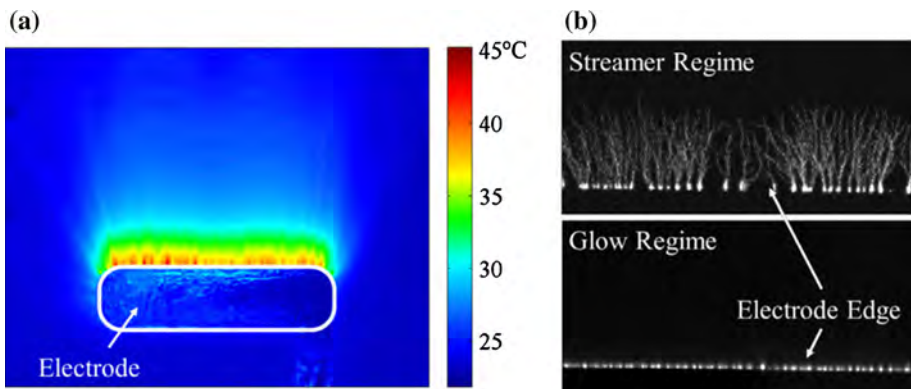 (a)
45°C
40
35
30
25
Electrode
(b)
Streamer Regime
Glow Regime
Electrode Edge